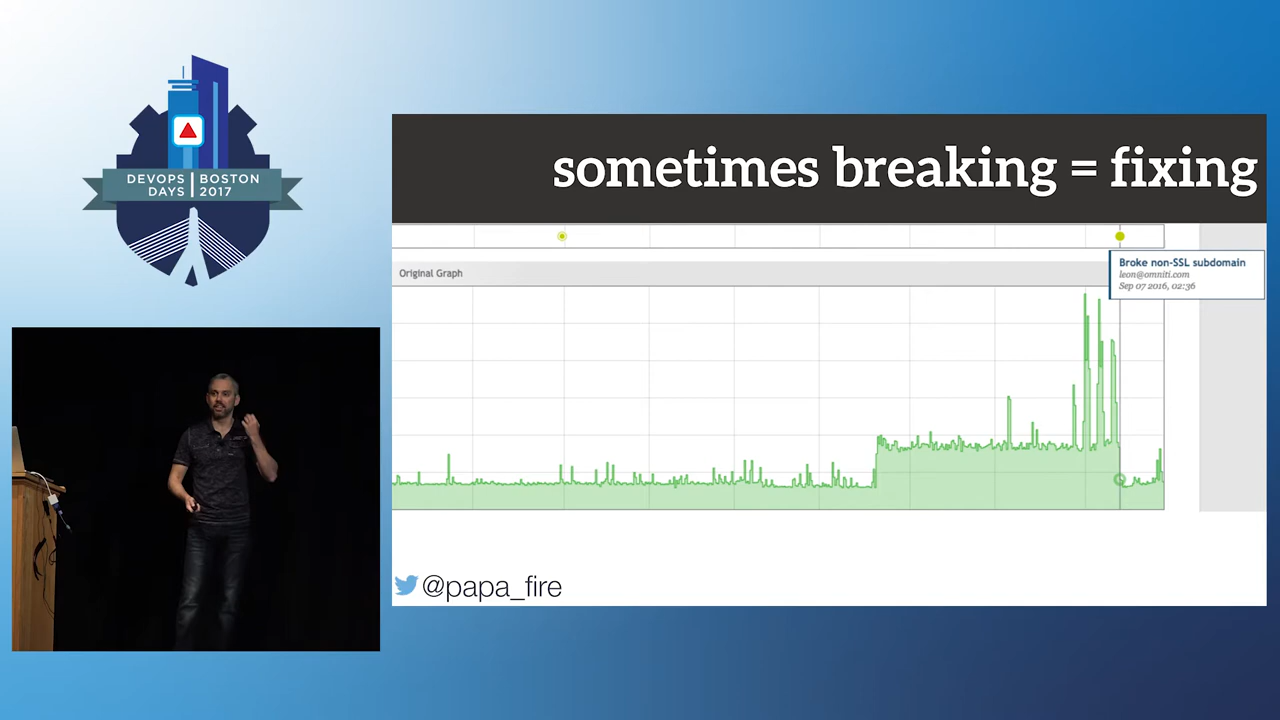 DEVOPS BOSTON
DAYS 2017
sometimes breaking = fixing
Broke non-SSL subdomain
leon@omniti.com
Sep 07 2016, 02:36
Original Graph
@papa_fire